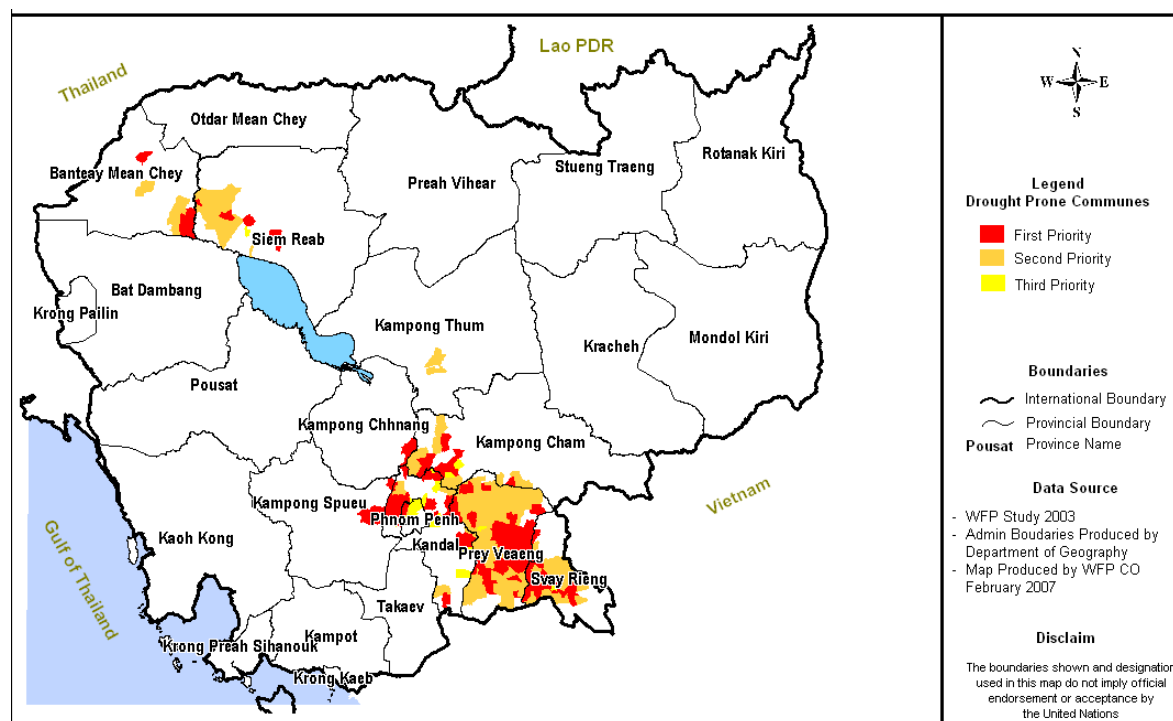 Lao PDR
Thailand
Otdar Mean Chey
Banteay Mean Chey
Preah Vihear
Stueng Traeng
Rotanak Kiri
Siem Reab
Bat Dambang
Krong Pailin
Kampong Thum
Kracheh
Mondol Kiri
Pousat
Kampong Chhnang
Kampong Cham
Kampong Spueu
Phnom Penh
Vietnam
Kaoh Kong
Kandal
Prey Veaeng
Svay Rieng
Gulf of Thailand
Takaev
Kampot
Krong Preah Sihanouk
Krong Kaeb
N
W E
S
Legend
Drought Prone Communes
First Priority
Second Priority
Third Priority
Boundaries
International Boundary
Provincial Boundary
Pousat Province Name
Data Source
- WFP Study 2003
- Admin Boudaries Produced by
Department of Geography
- Map Produced by WFP CO
February 2007
Disclaim
The boundaries shown and designation
used in this map do not imply official
endorsement or acceptance by
the United Nations